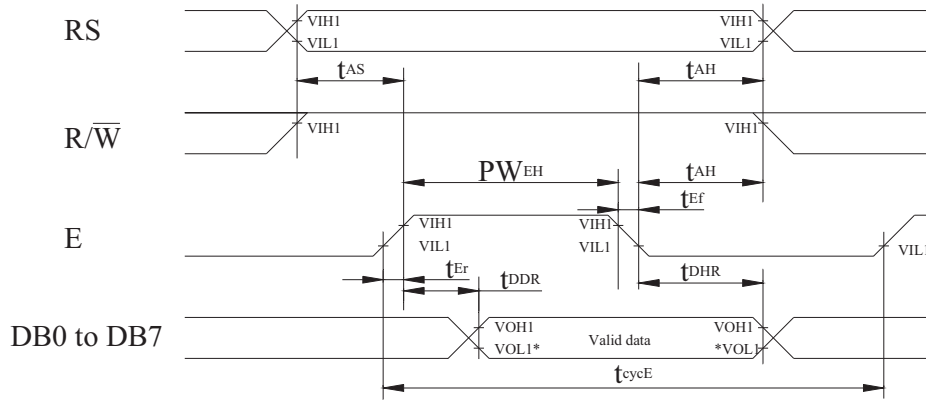 RS
VIH1
VIL1
VIH1
VIL1
tAS
tAH
R/W̅
VIH1
VIH1
PWEH
tAH
tEf
E
VIH1
VIL1
VIH1
VIL1
VIL1
tEr
tDDR
tDHR
DB0 to DB7
VOH1
VOL1*
Valid data
VOH1
*VOL1
tcycE